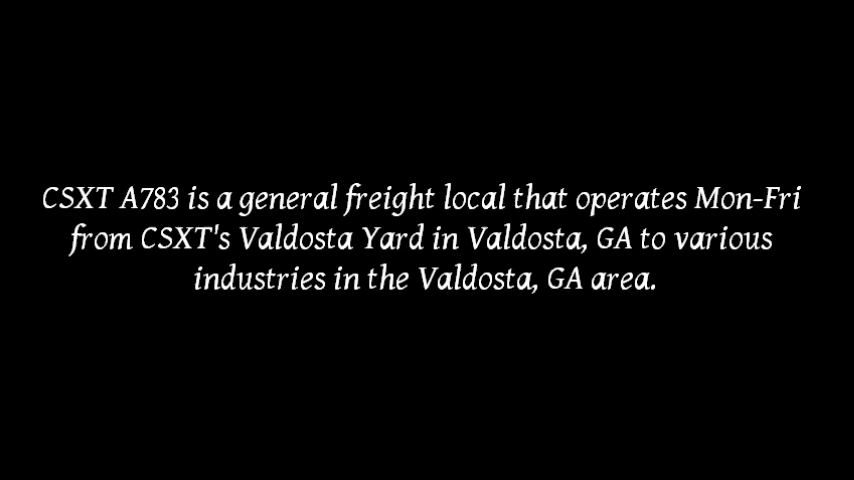 CSXT A783 is a general freight local that operates Mon-Fri
from CSXT's Valdosta Yard in Valdosta, GA to various
industries in the Valdosta, GA area.